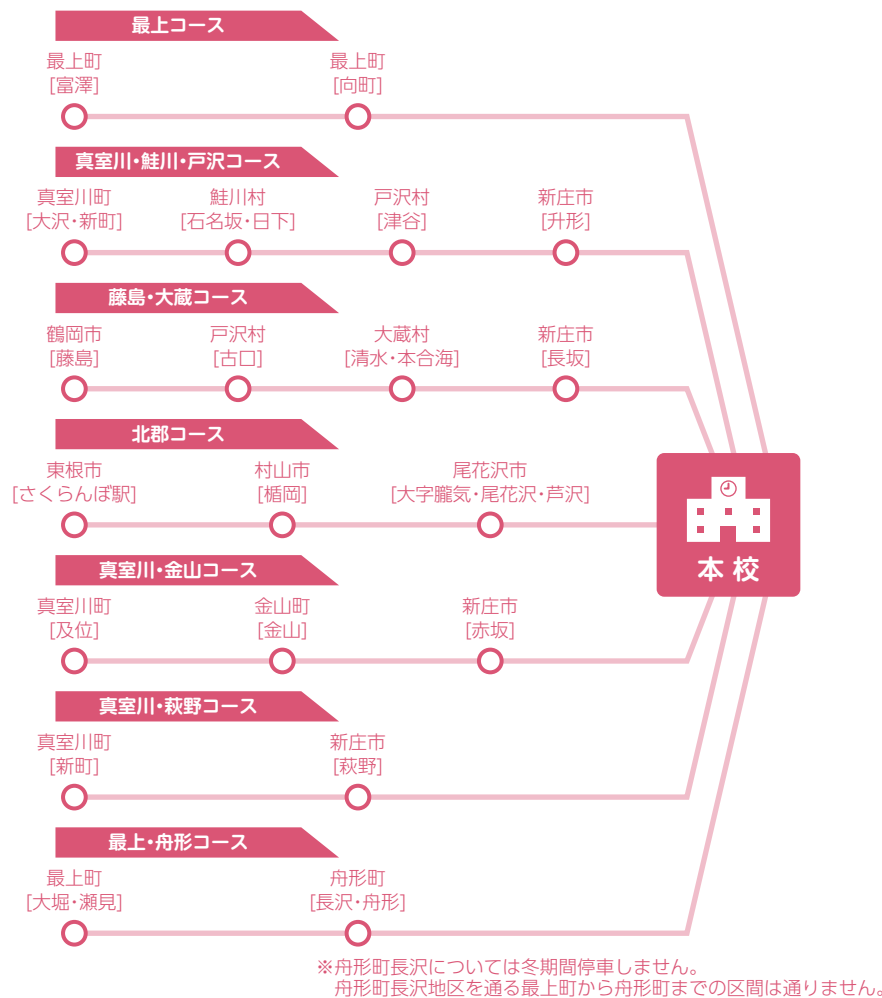 最上コース
最上町 最上町
[富澤] [向町]
真室川・鮭川・戸沢コース
真室川町 鮭川村 戸沢村 新庄市
[大沢・新町] [石名坂・日下] [津谷] [升形]
藤島・大蔵コース
鶴岡市 戸沢村 大蔵村 新庄市
[藤島] [古口] [清水・本合海] [長坂]
北郡コース
東根市 村山市 尾花沢市
[さくらんぼ駅] [楯岡] [大字朧気・尾花沢・芦沢]
本校
真室川・金山コース
真室川町 金山町 新庄市
[及位] [金山] [赤坂]
真室川・萩野コース
真室川町 新庄市
[新町] [萩野]
最上・舟形コース
最上町 舟形町
[大堀・瀬見] [長沢・舟形]
※舟形町長沢については冬期間停車しません。
舟形町長沢地区を通る最上町から舟形町までの区間は通りません。